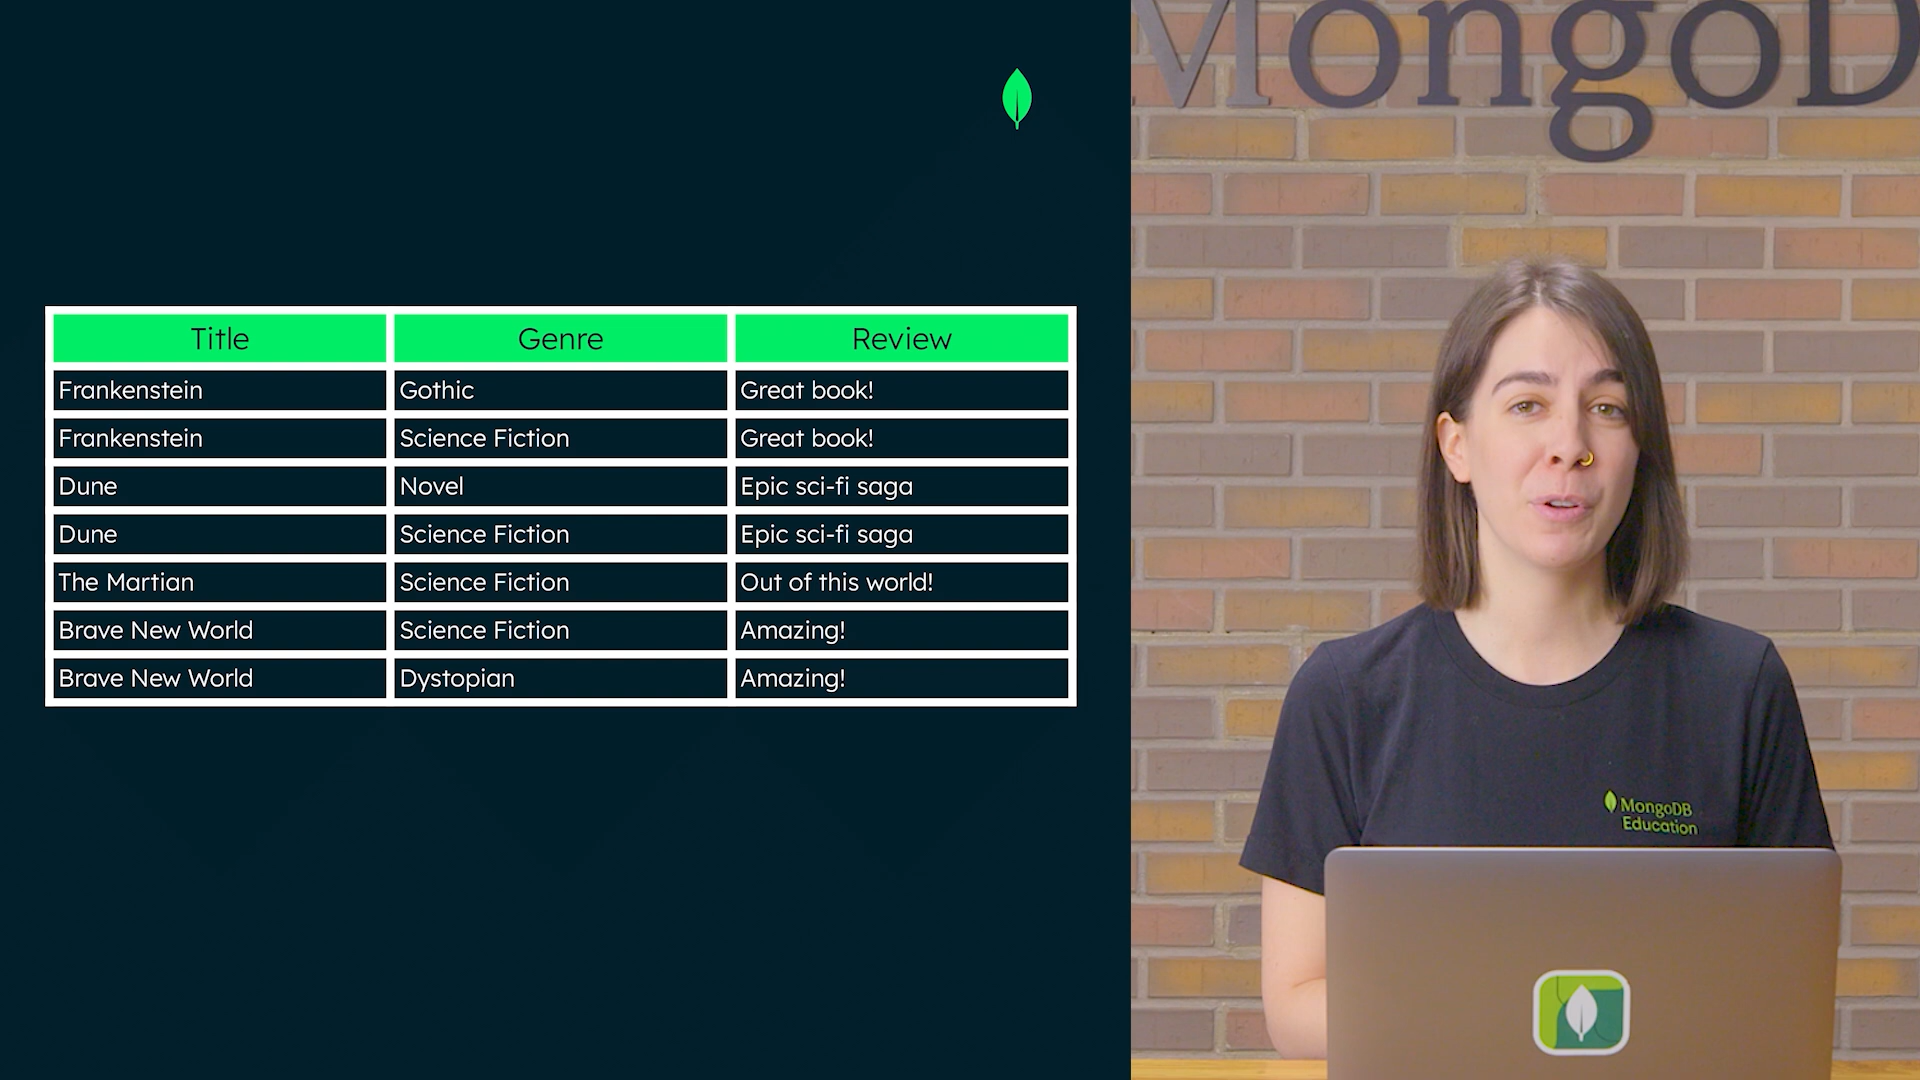 Title Genre Review
Frankenstein Gothic Great book!
Frankenstein Science Fiction Great book!
Dune Novel Epic sci-fi saga
Dune Science Fiction Epic sci-fi saga
The Martian Science Fiction Out of this world!
Brave New World Science Fiction Amazing!
Brave New World Dystopian Amazing!
MongoD
MongoDB
Education